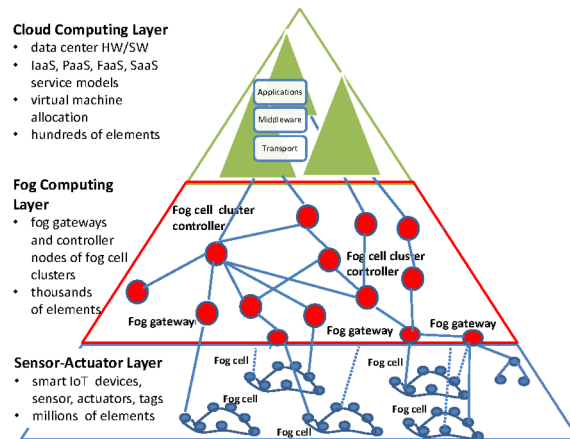 Cloud Computing Layer
• data center HW/SW
• IaaS, PaaS, FaaS, SaaS
service models
• virtual machine
allocation
• hundreds of elements
Applications
Middleware
Transport
Fog Computing
Layer
• fog gateways
and controller
nodes of fog cell
clusters
• thousands
of elements
Fog cell cluster
controller
Fog cell cluster
controller
Fog gateway
Fog gateway
Fog gateway
Sensor-Actuator Layer
• smart IoT devices,
sensor, actuators, tags
• millions of elements
Fog cell
Fog cell
Fog cell
Fog cell
Fog cell